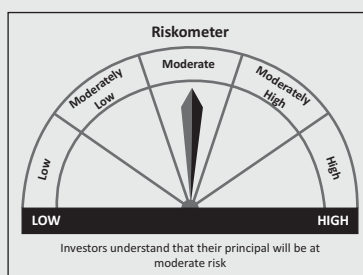 Riskometer
Low
Moderately
Low
Moderate
Moderately
High
High
LOW
HIGH
Investors understand that their principal will be at
moderate risk